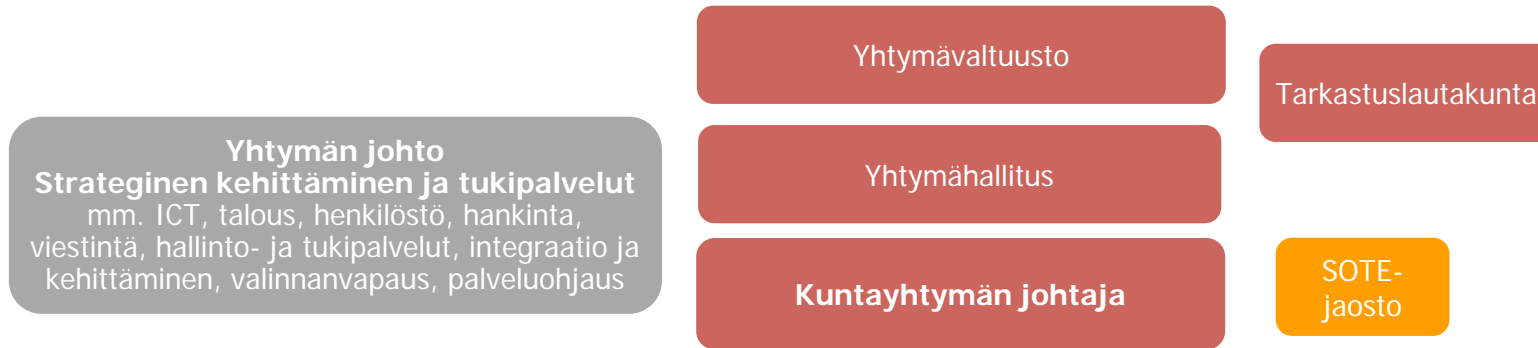 Yhtymävaltuusto
Tarkastuslautakunta
Yhtymän johto
Strateginen kehittäminen ja tukipalvelut
mm. ICT, talous, henkilöstö, hankinta,
viestintä, hallinto- ja tukipalvelut, integraatio ja
kehittäminen, valinnanvapaus, palveluohjaus
Yhtymähallitus
Kuntayhtymän johtaja
SOTE-
jaosto